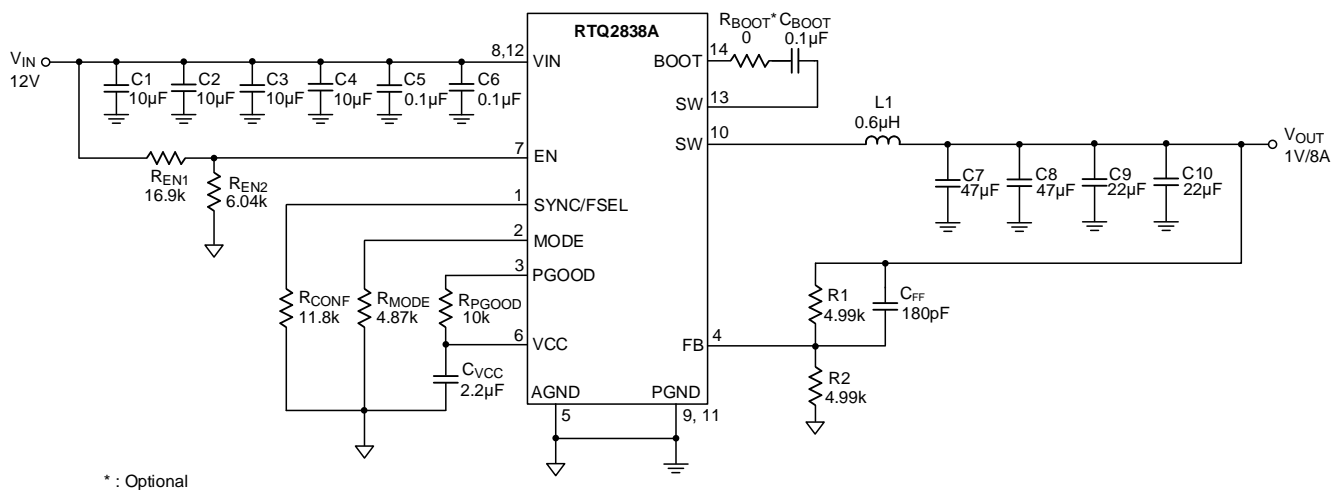 RTQ2838A
RBOOT* CBOOT
0 0.1µF
VIN
12V
8,12
VIN
BOOT
14
C1
10µF
C2
10µF
C3
10µF
C4
10µF
C5
0.1µF
C6
0.1µF
SW
13
L1
0.6µH
7
EN
SW
10
VOUT
1V/8A
REN1
16.9k
REN2
6.04k
C7
47µF
C8
47µF
C9
22µF
C10
22µF
1
SYNC/FSEL
2
MODE
3
PGOOD
RCONF
11.8k
RMODE
4.87k
RPGOOD
10k
R1
4.99k
CFF
180pF
6
VCC
FB
4
CVCC
2.2µF
R2
4.99k
AGND
PGND
5
9, 11
* : Optional